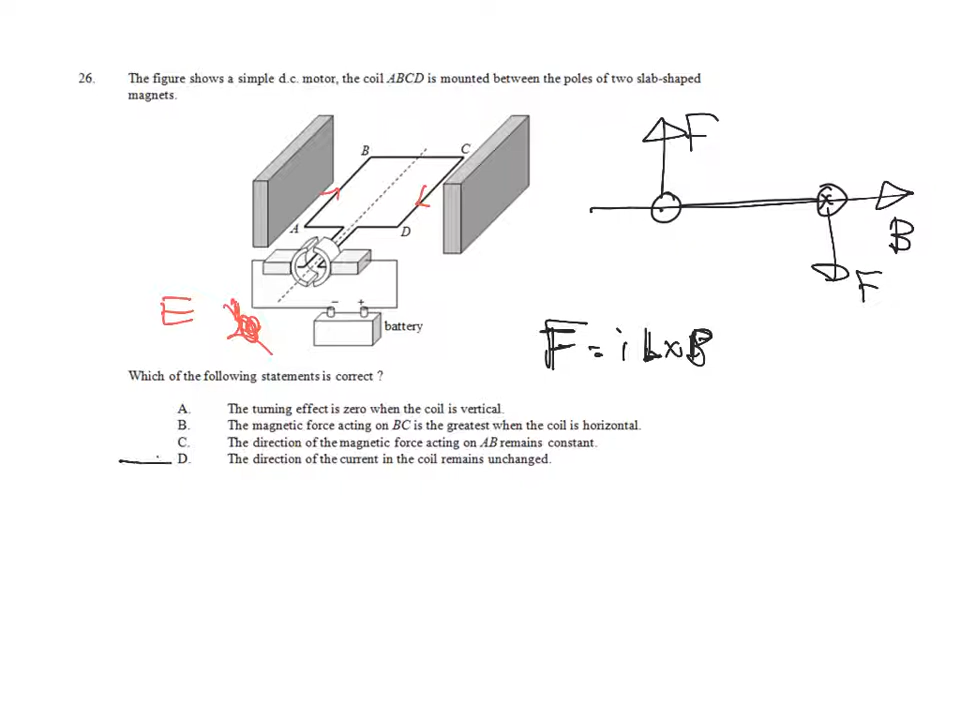 26. The figure shows a simple d.c. motor, the coil ABCD is mounted between the poles of two slab-shaped
magnets.
F
B
C
A
D
B
F
E
- +
battery
F = i L × B
Which of the following statements is correct ?
A. The turning effect is zero when the coil is vertical.
B. The magnetic force acting on BC is the greatest when the coil is horizontal.
C. The direction of the magnetic force acting on AB remains constant.
D. The direction of the current in the coil remains unchanged.